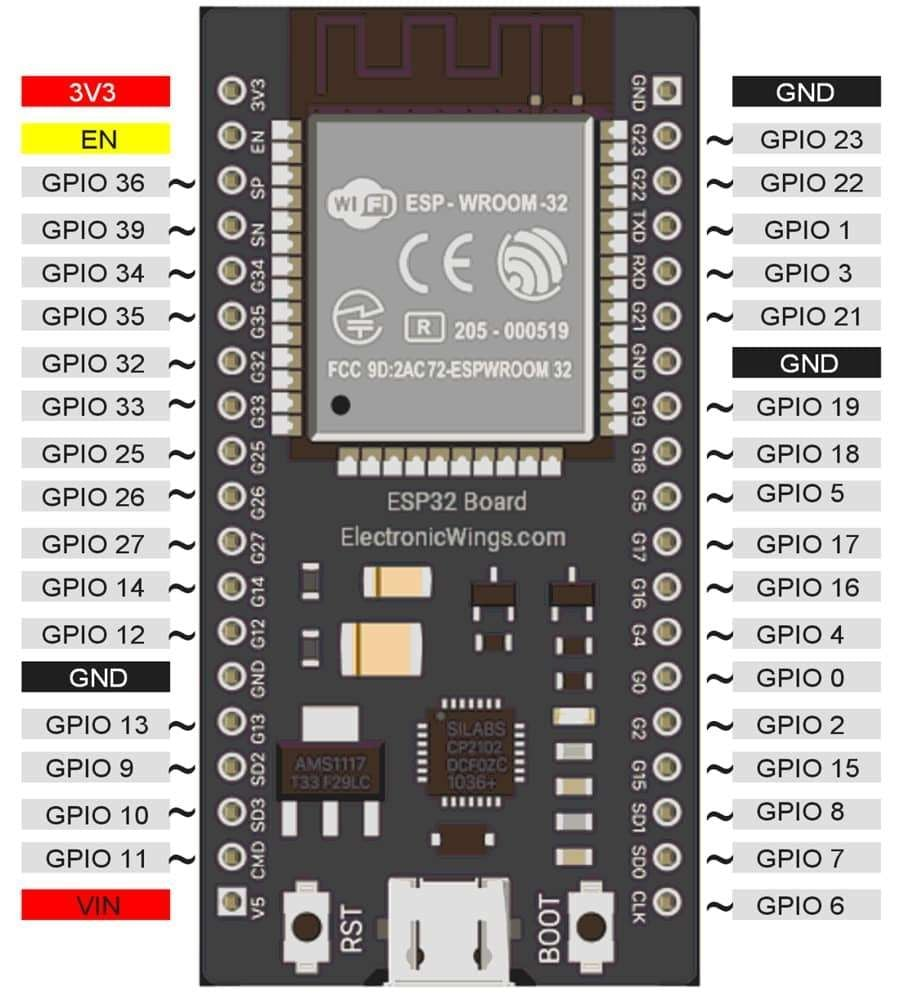 3V3
EN
GPIO 36 ~
GPIO 39 ~
GPIO 34 ~
GPIO 35 ~
GPIO 32 ~
GPIO 33 ~
GPIO 25 ~
GPIO 26 ~
GPIO 27 ~
GPIO 14 ~
GPIO 12 ~
GND
GPIO 13 ~
GPIO 9 ~
GPIO 10 ~
GPIO 11 ~
VIN
3V3
EN
SP
SN
G34
G35
G32
G33
G25
G26
G27
G14
G12
GND
G13
SD2
SD3
CMD
V5
WiFi ESP - WROOM -32
CE
R 205 - 000519
FCC 9D:2AC72-ESPWROOM 32
ESP32 Board
ElectronicWings.com
AMS1117
T33 F29LC
SILABS
CP2102
DCF0ZC
1036+
RST
BOOT
GND
G23
G22
TXD
RXD
G21
GND
G19
G18
G5
G17
G16
G4
G0
G2
G15
SD1
SD0
CLK
GND
~ GPIO 23
~ GPIO 22
~ GPIO 1
~ GPIO 3
~ GPIO 21
GND
~ GPIO 19
~ GPIO 18
~ GPIO 5
~ GPIO 17
~ GPIO 16
~ GPIO 4
~ GPIO 0
~ GPIO 2
~ GPIO 15
~ GPIO 8
~ GPIO 7
~ GPIO 6